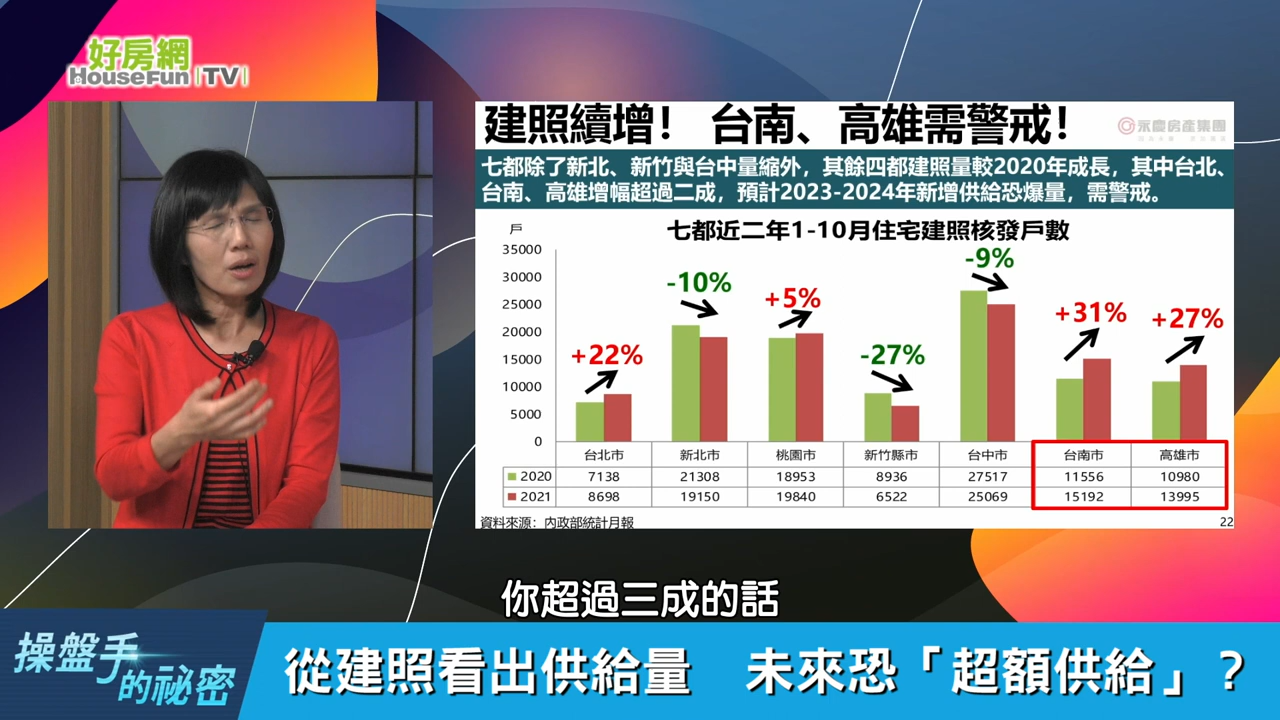 好房網
HouseFun TV
建照續增! 台南、高雄需警戒!
永慶房產集團
七都除了新北、新竹與台中量縮外，其餘四都建照量較2020年成長，其中台北、
台南、高雄增幅超過二成，預計2023-2024年新增供給恐爆量，需警戒。
戶 七都近二年1-10月住宅建照核發戶數
35000
30000
25000
20000
15000
10000
5000
0
+22%
-10%
+5%
-27%
-9%
+31%
+27%
台北市 新北市 桃園市 新竹縣市 台中市 台南市 高雄市
2020 7138 21308 18953 8936 27517 11556 10980
2021 8698 19150 19840 6522 25069 15192 13995
資料來源：內政部統計月報 22
你超過三成的話
操盤手
的祕密
從建照看出供給量 未來恐「超額供給」?